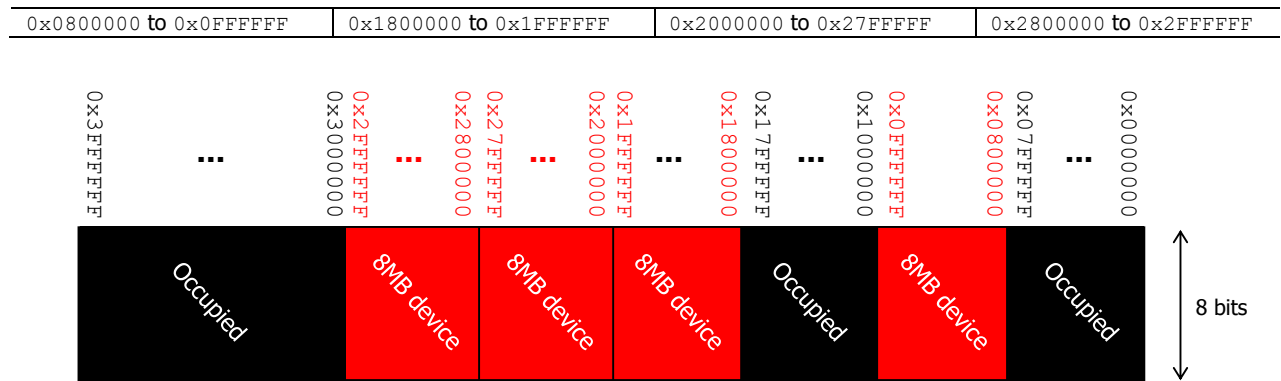 0x0800000 to 0x0FFFFFF 0x1800000 to 0x1FFFFFF 0x2000000 to 0x27FFFFF 0x2800000 to 0x2FFFFFF
0x3FFFFFF
...
0x3000000
0x2FFFFFF
...
0x2800000
0x27FFFFF
...
0x2000000
0x1FFFFFF
...
0x1800000
0x17FFFFF
...
0x1000000
0x0FFFFFF
...
0x0800000
0x07FFFFF
...
0x0000000
Occupied
8MB device
8MB device
8MB device
Occupied
8MB device
Occupied
8 bits